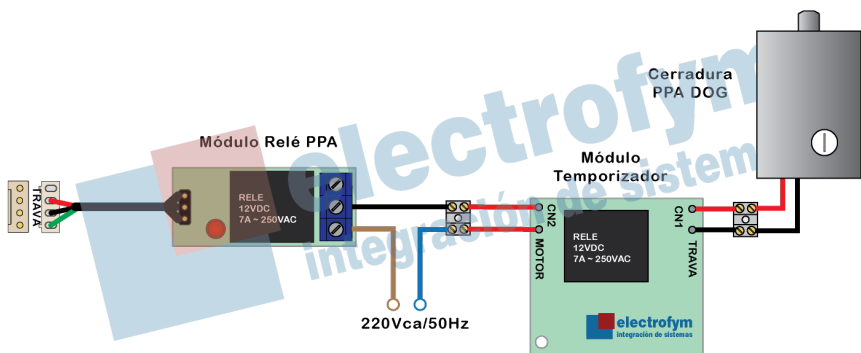 Cerradura
PPA DOG
Módulo Relé PPA
Módulo
Temporizador
TRAVA
RELE
12VDC
7A ~ 250VAC
CN2
MOTOR
RELE
12VDC
7A ~ 250VAC
CN1
TRAVA
220Vca/50Hz
electrofym
Integración de sistemas
electrofym
integración de sistem